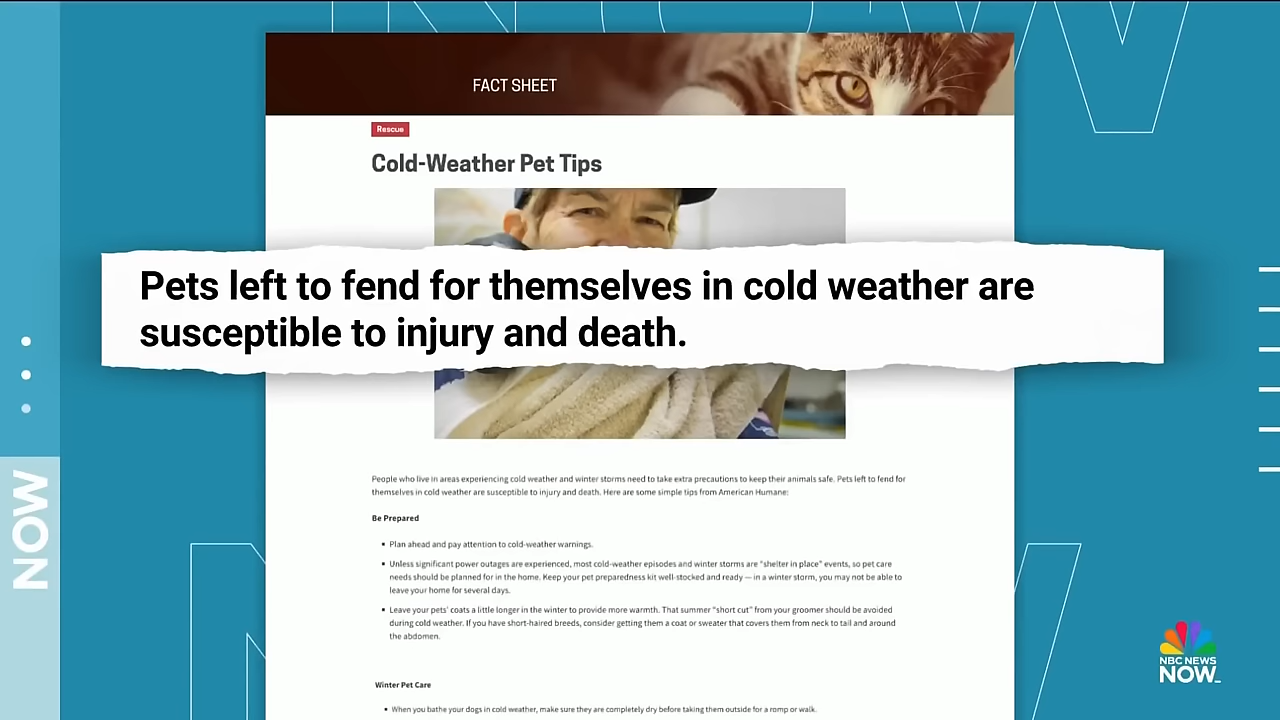 FACT SHEET
Rescue
Cold-Weather Pet Tips
Pets left to fend for themselves in cold weather are
susceptible to injury and death.
People who live in areas experiencing cold weather and winter storms need to take extra precautions to keep their animals safe. Pets left to fend for
themselves in cold weather are susceptible to injury and death. Here are some simple tips from American Humane:
Be Prepared
▪ Plan ahead and pay attention to cold-weather warnings.
▪ Unless significant power outages are experienced, most cold-weather episodes and winter storms are "shelter in place" events, so pet care
needs should be planned for in the home. Keep your pet preparedness kit well-stocked and ready — in a winter storm, you may not be able to
leave your home for several days.
▪ Leave your pets' coats a little longer in the winter to provide more warmth. That summer "short cut" from your groomer should be avoided
during cold weather. If you have short-haired breeds, consider getting them a coat or sweater that covers them from neck to tail and around
the abdomen.
Winter Pet Care
▪ When you bathe your dogs in cold weather, make sure they are completely dry before taking them outside for a romp or walk.
NOW
NBC NEWS
NOW_